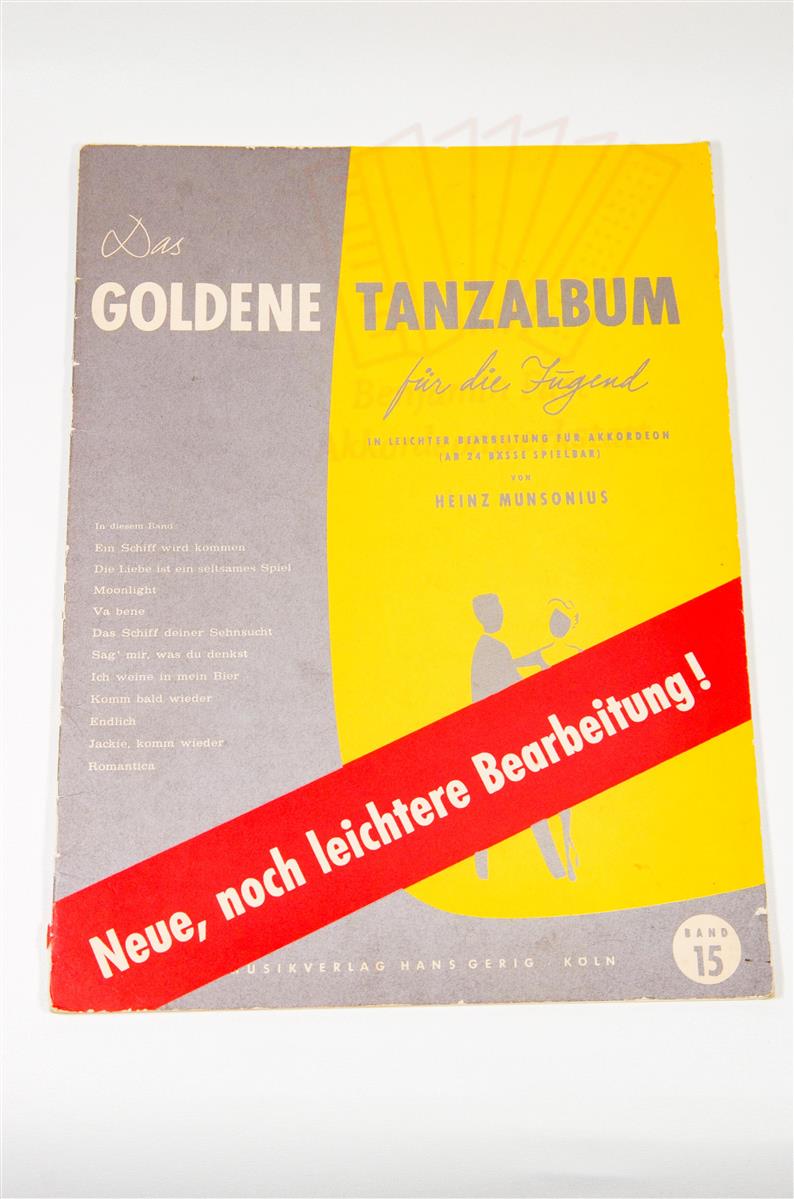 Das
GOLDENE TANZALBUM
für die Jugend
IN LEICHTER BEARBEITUNG FÜR AKKORDEON
(AB 24 BÄSSE SPIELBAR)
VON
HEINZ MUNSONIUS
In diesem Band:
Ein Schiff wird kommen
Die Liebe ist ein seltsames Spiel
Moonlight
Va bene
Das Schiff deiner Sehnsucht
Sag' mir, was du denkst
Ich weine in mein Bier
Komm bald wieder
Endlich
Jackie, komm wieder
Romantica
Neue, noch leichtere Bearbeitung!
USIKVERLAG HANS GERIG · KÖLN
BAND
15